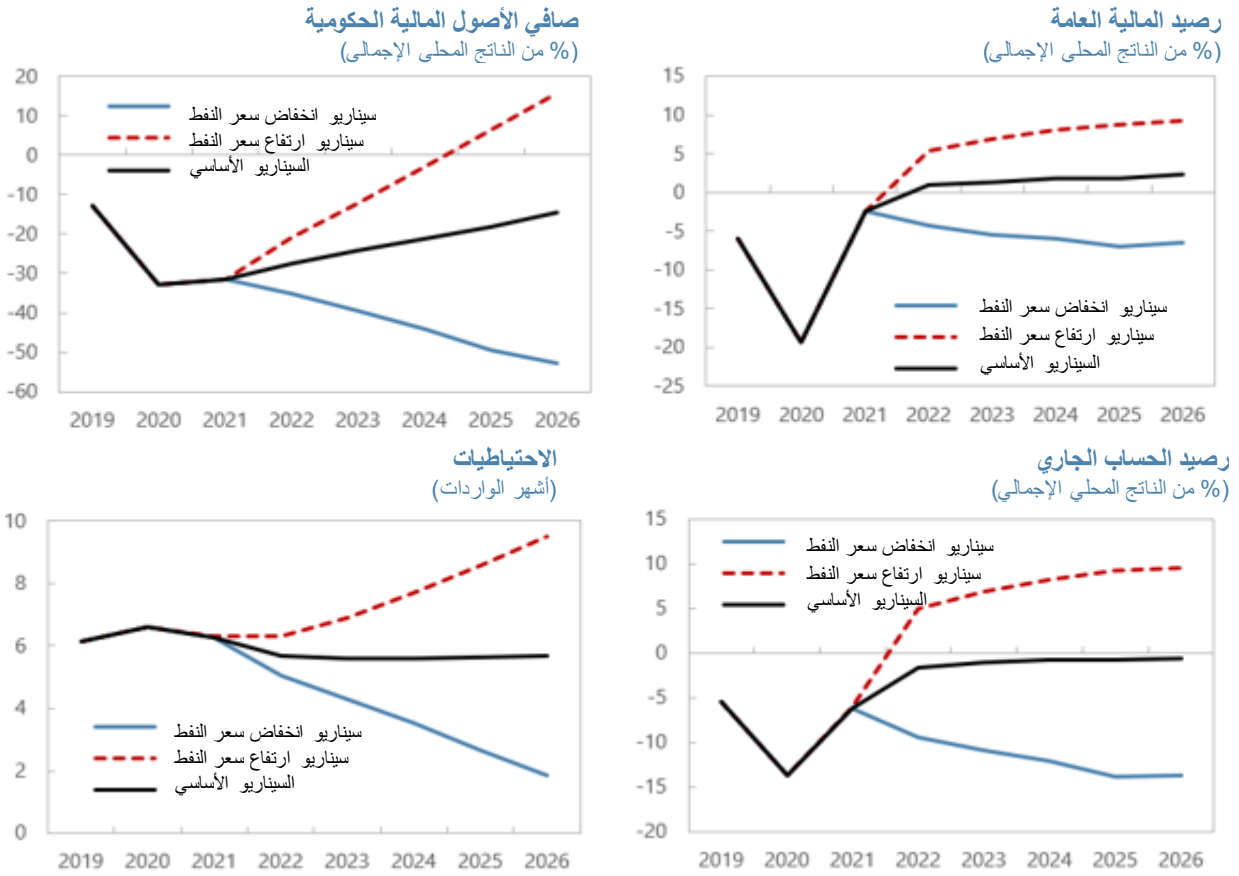 رصيد المالية العامة
(% من الناتج المحلي الإجمالي)
15
10
5
0
-5
-10
-15
-20
-25
سيناريو انخفاض سعر النفط
سيناريو ارتفاع سعر النفط
السيناريو الأساسي
2019 2020 2021 2022 2023 2024 2025 2026
صافي الأصول المالية الحكومية
(% من الناتج المحلي الإجمالي)
20
10
0
-10
-20
-30
-40
-50
-60
سيناريو انخفاض سعر النفط
سيناريو ارتفاع سعر النفط
السيناريو الأساسي
2019 2020 2021 2022 2023 2024 2025 2026
رصيد الحساب الجاري
(% من الناتج المحلي الإجمالي)
15
10
5
0
-5
-10
-15
-20
سيناريو انخفاض سعر النفط
سيناريو ارتفاع سعر النفط
السيناريو الأساسي
2019 2020 2021 2022 2023 2024 2025 2026
الاحتياطيات
(أشهر الواردات)
10
8
6
4
2
0
سيناريو انخفاض سعر النفط
سيناريو ارتفاع سعر النفط
السيناريو الأساسي
2019 2020 2021 2022 2023 2024 2025 2026